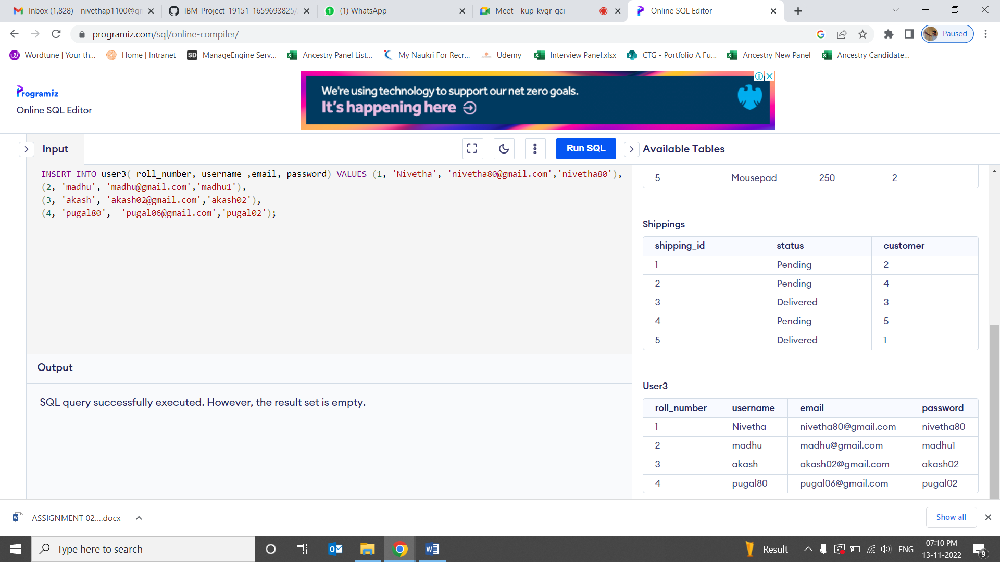 Inbox (1,828) - nivethap1100@gm
IBM-Project-19151-1659693825/
(1) WhatsApp
Meet - kup-kvgr-gci
Online SQL Editor
programiz.com/sql/online-compiler/
Paused
Wordtune | Your th...
Home | Intranet
SD ManageEngine Serv...
Ancestry Panel List...
My Naukri For Recr...
Udemy
Interview Panel.xlsx
CTG - Portfolio A Fu...
Ancestry New Panel
Ancestry Candidate...
Programiz
Online SQL Editor
We're using technology to support our net zero goals.
It's happening here
Input
Run SQL
Available Tables
INSERT INTO user3( roll_number, username ,email, password) VALUES (1, 'Nivetha', 'nivetha80@gmail.com','nivetha80'),
(2, 'madhu', 'madhu@gmail.com','madhu1'),
(3, 'akash', 'akash02@gmail.com','akash02'),
(4, 'pugal80',  'pugal06@gmail.com','pugal02');
5 Mousepad 250 2
Shippings
shipping_id status customer
1 Pending 2
2 Pending 4
3 Delivered 3
4 Pending 5
5 Delivered 1
Output
SQL query successfully executed. However, the result set is empty.
User3
roll_number username email password
1 Nivetha nivetha80@gmail.com nivetha80
2 madhu madhu@gmail.com madhu1
3 akash akash02@gmail.com akash02
4 pugal80 pugal06@gmail.com pugal02
ASSIGNMENT 02....docx
Show all
Type here to search
Result
ENG
07:10 PM
13-11-2022
9